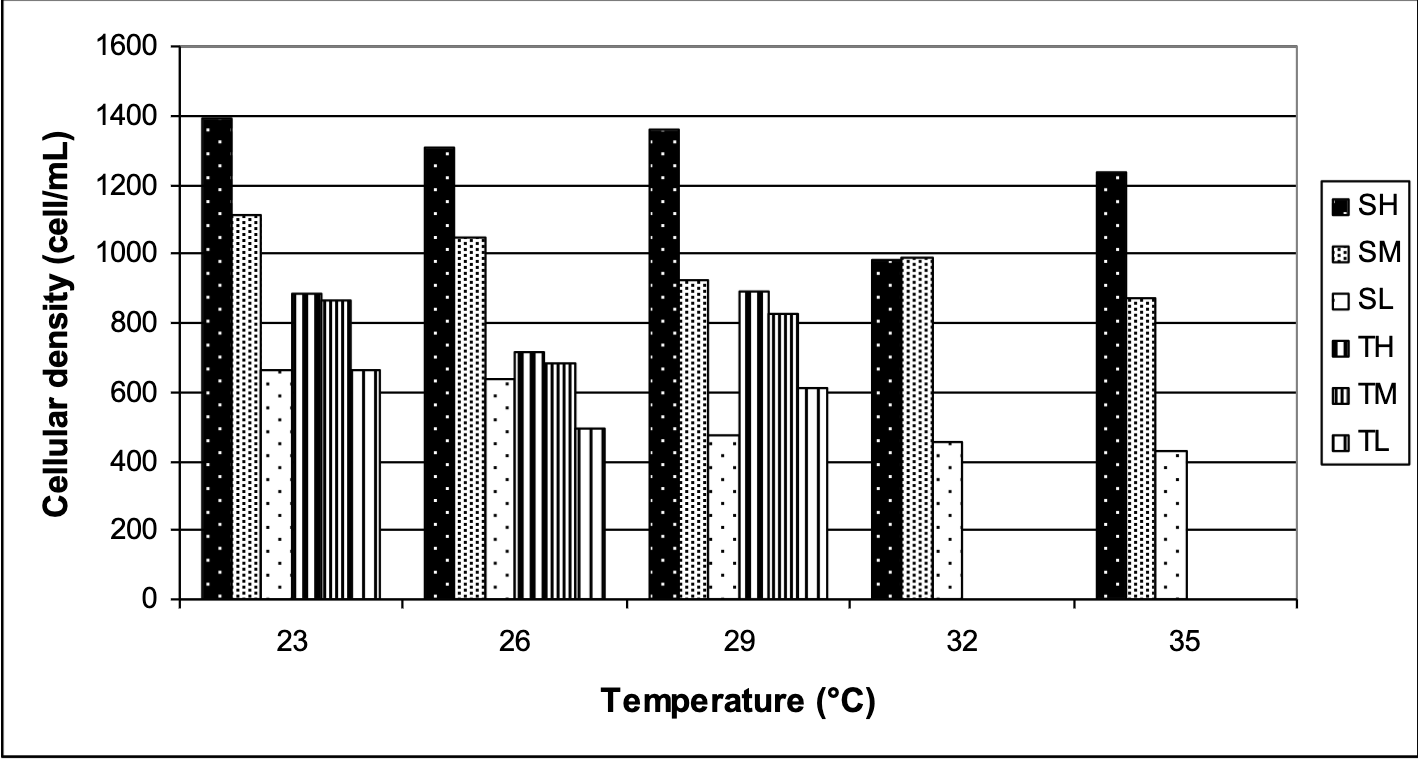 Cellular density (cell/mL)
1600
1400
1200
1000
800
600
400
200
0
23 26 29 32 35
Temperature (°C)
SH
SM
SL
TH
TM
TL